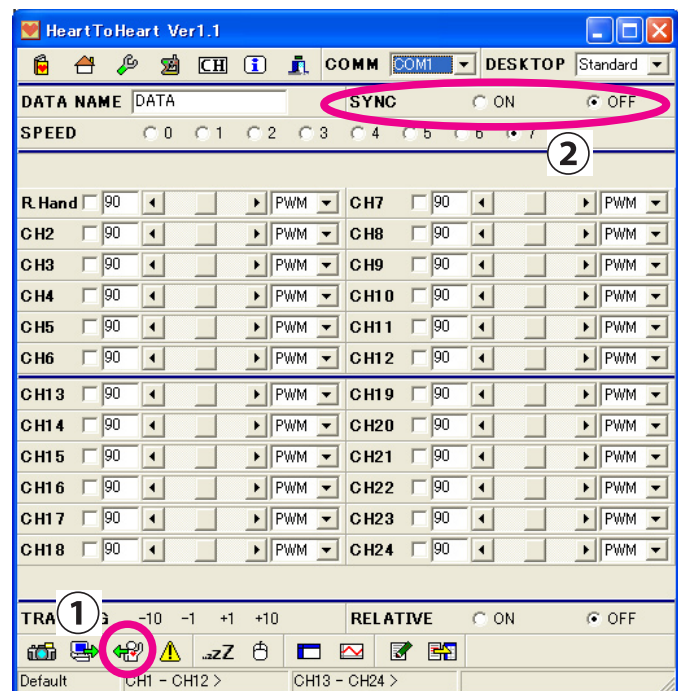 HeartToHeart Ver1.1
CH COMM COM1 DESKTOP Standard
DATA NAME DATA SYNC ON OFF
SPEED 0 1 2 3 4 5 6 7
2
R.Hand 90 PWM CH7 90 PWM
CH2 90 PWM CH8 90 PWM
CH3 90 PWM CH9 90 PWM
CH4 90 PWM CH10 90 PWM
CH5 90 PWM CH11 90 PWM
CH6 90 PWM CH12 90 PWM
CH13 90 PWM CH19 90 PWM
CH14 90 PWM CH20 90 PWM
CH15 90 PWM CH21 90 PWM
CH16 90 PWM CH22 90 PWM
CH17 90 PWM CH23 90 PWM
CH18 90 PWM CH24 90 PWM
1
-10 -1 +1 +10 RELATIVE ON OFF
..zZ
Default CH1 - CH12 > CH13 - CH24 >